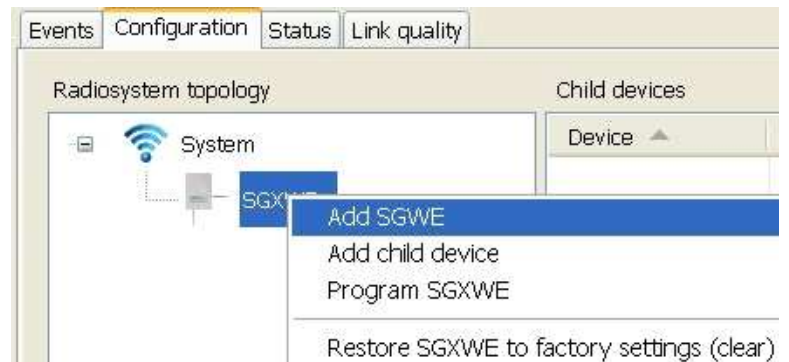 Events Configuration Status Link quality
Radiosystem topology
Child devices
System
Device
Add SGWE
Add child device
Program SGXWE
Restore SGXWE to factory settings (clear)